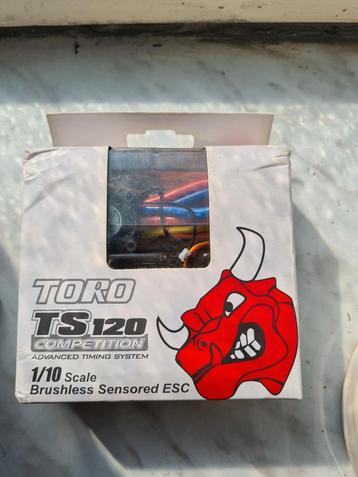 TORO
TS120
COMPETITION
ADVANCED TIMING SYSTEM
1/10 Scale
Brushless Sensored ESC